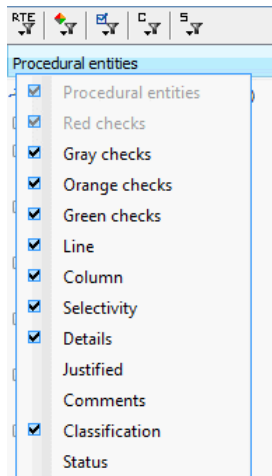 RTE C S
Procedural entities
Procedural entities
Red checks
Gray checks
Orange checks
Green checks
Line
Column
Selectivity
Details
Justified
Comments
Classification
Status